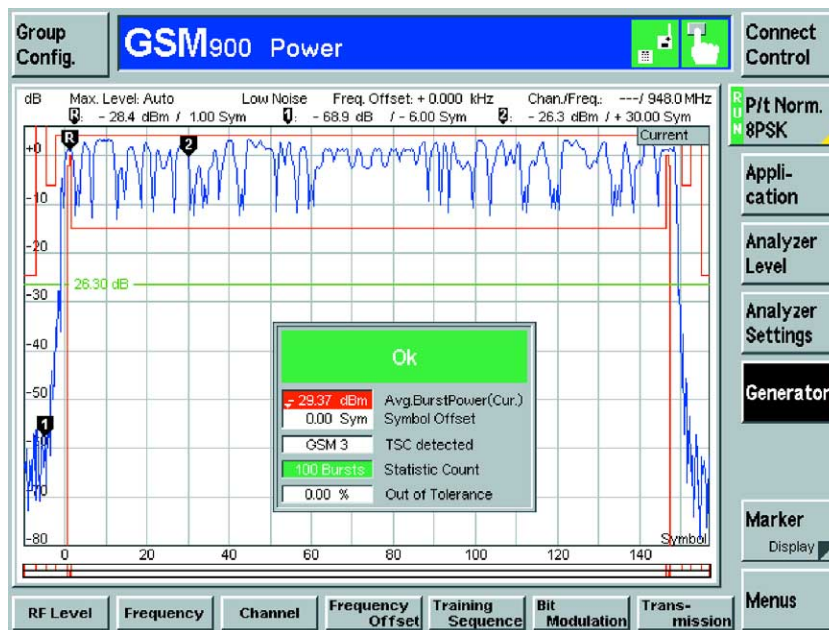 Group Config.
GSM900 Power
Connect Control
dB Max. Level: Auto Low Noise Freq. Offset: + 0.000 kHz Chan./Freq.: ---/ 948.0 MHz
R: - 28.4 dBm / 1.00 Sym 1: - 68.9 dB / - 6.00 Sym 2: - 26.3 dBm / + 30.00 Sym
Current
RUN
P/t Norm. 8PSK
R
2
+0
Appli-
cation
-10
Analyzer Level
-20
- 26.30 dB
-30
Analyzer Settings
-40
Ok
-50
- 29.37 dBm Avg.BurstPower(Cur.)
0.00 Sym Symbol Offset
Generator
1
GSM 3 TSC detected
100 Bursts Statistic Count
0.00 % Out of Tolerance
-80
Symbol
0 20 40 60 80 100 120 140
Marker
Display
RF Level
Frequency
Channel
Frequency Offset
Training Sequence
Bit Modulation
Trans-
mission
Menus